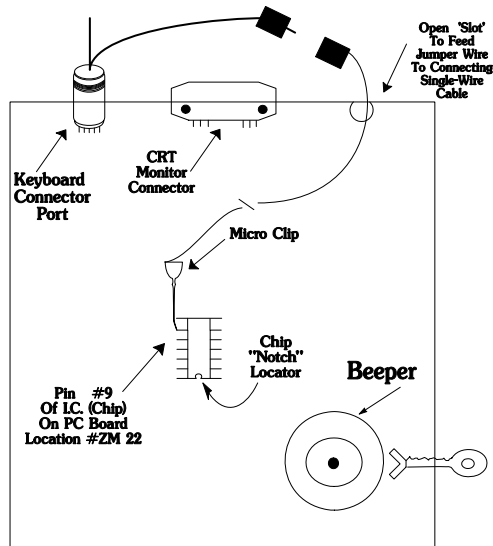 Open 'Slot'
To Feed
Jumper Wire
To Connecting
Single-Wire
Cable
CRT
Monitor
Connector
Keyboard
Connector
Port
Micro Clip
Chip
"Notch"
Locator
Beeper
Pin #9
Of I.C. (Chip)
On PC Board
Location #ZM 22